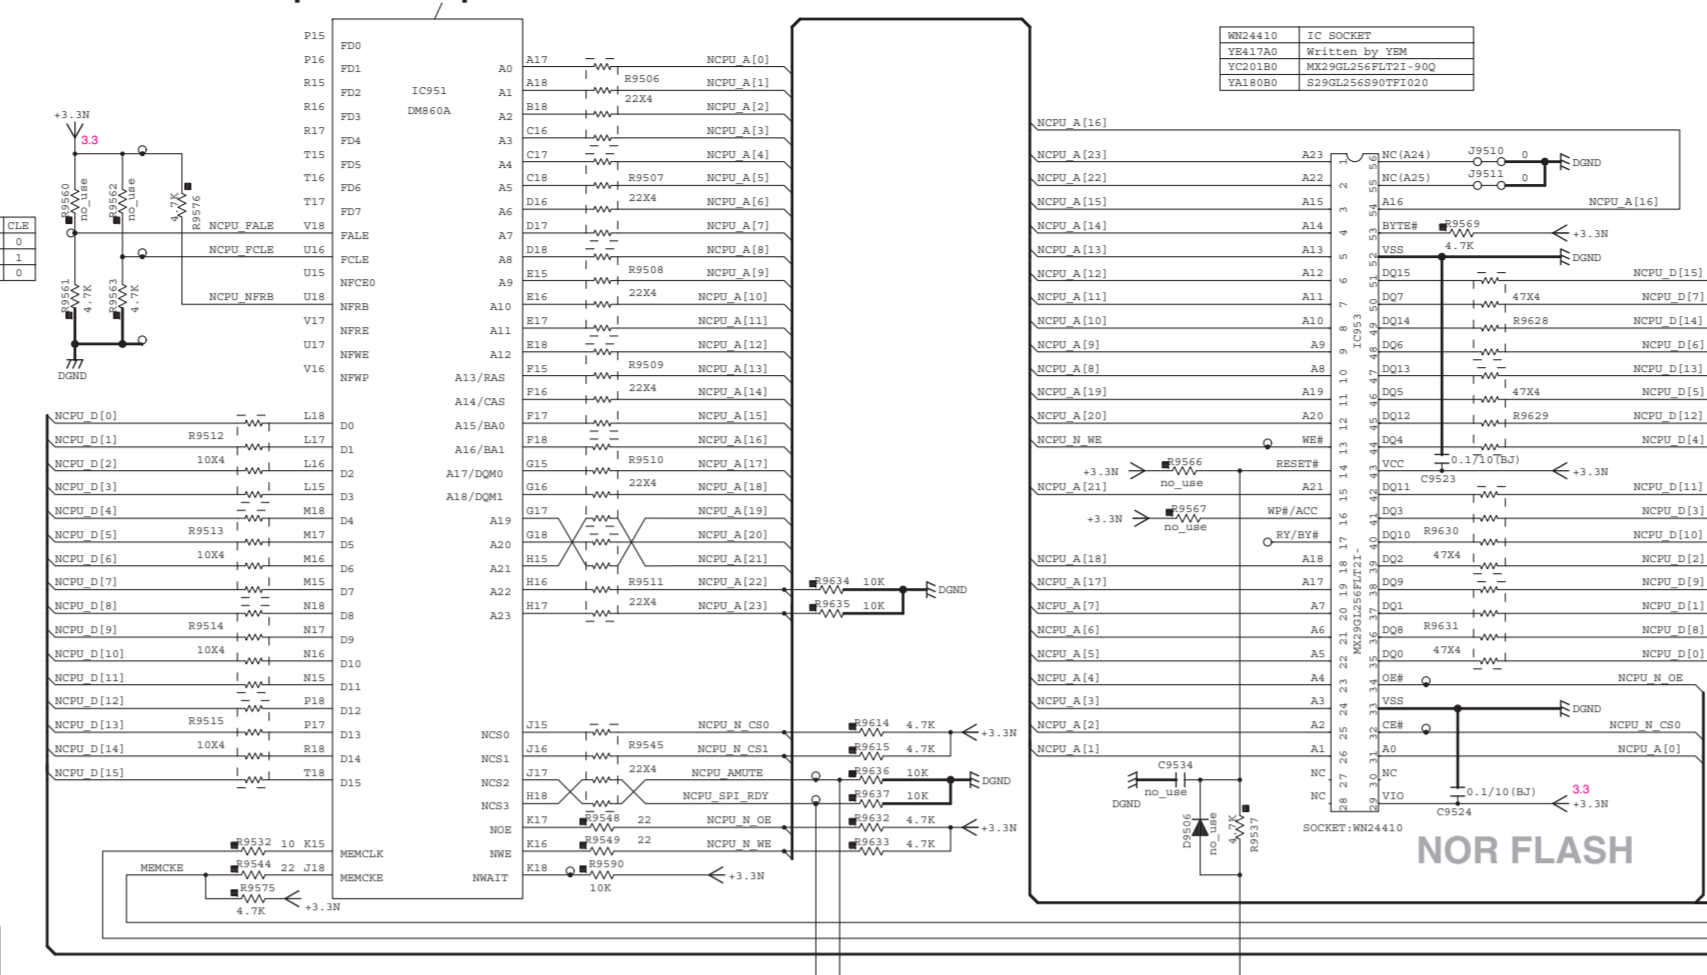 WN24410 IC SOCKET
YE417A0 Written by YEM
YC201B0 MX29GL256FLT2I-90Q
YA180B0 S29GL256S90TFI020
+3.3N
3.3
R9560
no_use
R9562
no_use
4.7K
R9576
R9561
4.7K
R9563
4.7K
DGND
CLE
0
1
0
NCPU_FALE
NCPU_FCLE
NCPU_NFRB
IC951
DM860A
P15 FD0
P16 FD1
R15 FD2
R16 FD3
R17 FD4
T15 FD5
T16 FD6
T17 FD7
V18 FALE
U16 FCLE
U15 NFCE0
U18 NFRB
V17 NFRE
U17 NFWE
V16 NFWP
NCPU_D[0] L18 D0
NCPU_D[1] R9512 L17 D1
NCPU_D[2] 10X4 L16 D2
NCPU_D[3] L15 D3
NCPU_D[4] M18 D4
NCPU_D[5] R9513 M17 D5
NCPU_D[6] 10X4 M16 D6
NCPU_D[7] M15 D7
NCPU_D[8] N18 D8
NCPU_D[9] R9514 N17 D9
NCPU_D[10] 10X4 N16 D10
NCPU_D[11] N15 D11
NCPU_D[12] P18 D12
NCPU_D[13] R9515 P17 D13
NCPU_D[14] 10X4 R18 D14
NCPU_D[15] T18 D15
R9532 10 K15 MEMCLK
MEMCKE R9544 22 J18 MEMCKE
R9575
4.7K +3.3N
A0 A17 NCPU_A[0]
R9506
A1 A18 NCPU_A[1]
22X4
A2 B18 NCPU_A[2]
A3 C16 NCPU_A[3]
A4 C17 NCPU_A[4]
A5 C18 R9507 NCPU_A[5]
A6 D16 22X4 NCPU_A[6]
A7 D17 NCPU_A[7]
A8 D18 NCPU_A[8]
A9 E15 R9508 NCPU_A[9]
A10 E16 22X4 NCPU_A[10]
A11 E17 NCPU_A[11]
A12 E18 NCPU_A[12]
A13/RAS F15 R9509 NCPU_A[13]
A14/CAS F16 22X4 NCPU_A[14]
A15/BA0 F17 NCPU_A[15]
A16/BA1 F18 NCPU_A[16]
A17/DQM0 G15 R9510 NCPU_A[17]
A18/DQM1 G16 22X4 NCPU_A[18]
A19 G17 NCPU_A[19]
A20 G18 NCPU_A[20]
A21 H15 NCPU_A[21]
A22 H16 R9511 NCPU_A[22] R9634 10K DGND
A23 H17 22X4 NCPU_A[23] R9635 10K
NCS0 J15 NCPU_N_CS0 R9614 4.7K +3.3N
NCS1 J16 R9545 NCPU_N_CS1 R9615 4.7K
NCS2 J17 22X4 NCPU_AMUTE R9636 10K DGND
NCS3 H18 NCPU_SPI_RDY R9637 10K
NOE K17 R9548 22 NCPU_N_OE R9632 4.7K +3.3N
NWE K16 R9549 22 NCPU_N_WE R9633 4.7K
NWAIT K18 R9590 +3.3N
10K
NCPU_A[16]
NCPU_A[23] A23 1
NCPU_A[22] A22 2
NCPU_A[15] A15 3
NCPU_A[14] A14 4
NCPU_A[13] A13 5
NCPU_A[12] A12 6
NCPU_A[11] A11 7
NCPU_A[10] A10 8
NCPU_A[9] A9 9
NCPU_A[8] A8 10
NCPU_A[19] A19 11
NCPU_A[20] A20 12
NCPU_N_WE WE# 13
+3.3N R9566 no_use RESET# 14
NCPU_A[21] A21 15
+3.3N R9567 no_use WP#/ACC 16
RY/BY# 17
NCPU_A[18] A18 18
NCPU_A[17] A17 19
NCPU_A[7] A7 20
NCPU_A[6] A6 21
NCPU_A[5] A5 22
NCPU_A[4] A4 23
NCPU_A[3] A3 24
NCPU_A[2] A2 25
NCPU_A[1] A1 26
NC 27
NC 28
C9534
no_use
DGND
D9506
no_use
4.7K
R9537
IC953
MX29GL256FLT2I-
56 NC(A24) J9510 0 DGND
55 NC(A25) J9511 0
54 A16 NCPU_A[16]
53 BYTE# R9569 4.7K +3.3N
52 VSS DGND
51 DQ15 NCPU_D[15]
50 DQ7 47X4 NCPU_D[7]
49 DQ14 R9628 NCPU_D[14]
48 DQ6 NCPU_D[6]
47 DQ13 NCPU_D[13]
46 DQ5 47X4 NCPU_D[5]
45 DQ12 R9629 NCPU_D[12]
44 DQ4 NCPU_D[4]
0.1/10(BJ)
43 VCC C9523 +3.3N
42 DQ11 NCPU_D[11]
41 DQ3 NCPU_D[3]
40 DQ10 R9630 NCPU_D[10]
39 DQ2 47X4 NCPU_D[2]
38 DQ9 NCPU_D[9]
37 DQ1 NCPU_D[1]
36 DQ8 R9631 NCPU_D[8]
35 DQ0 47X4 NCPU_D[0]
34 OE# NCPU_N_OE
33 VSS DGND
32 CE# NCPU_N_CS0
31 A0 NCPU_A[0]
30 NC
29 VIO 0.1/10(BJ) 3.3
C9524 +3.3N
SOCKET:WN24410
NOR FLASH